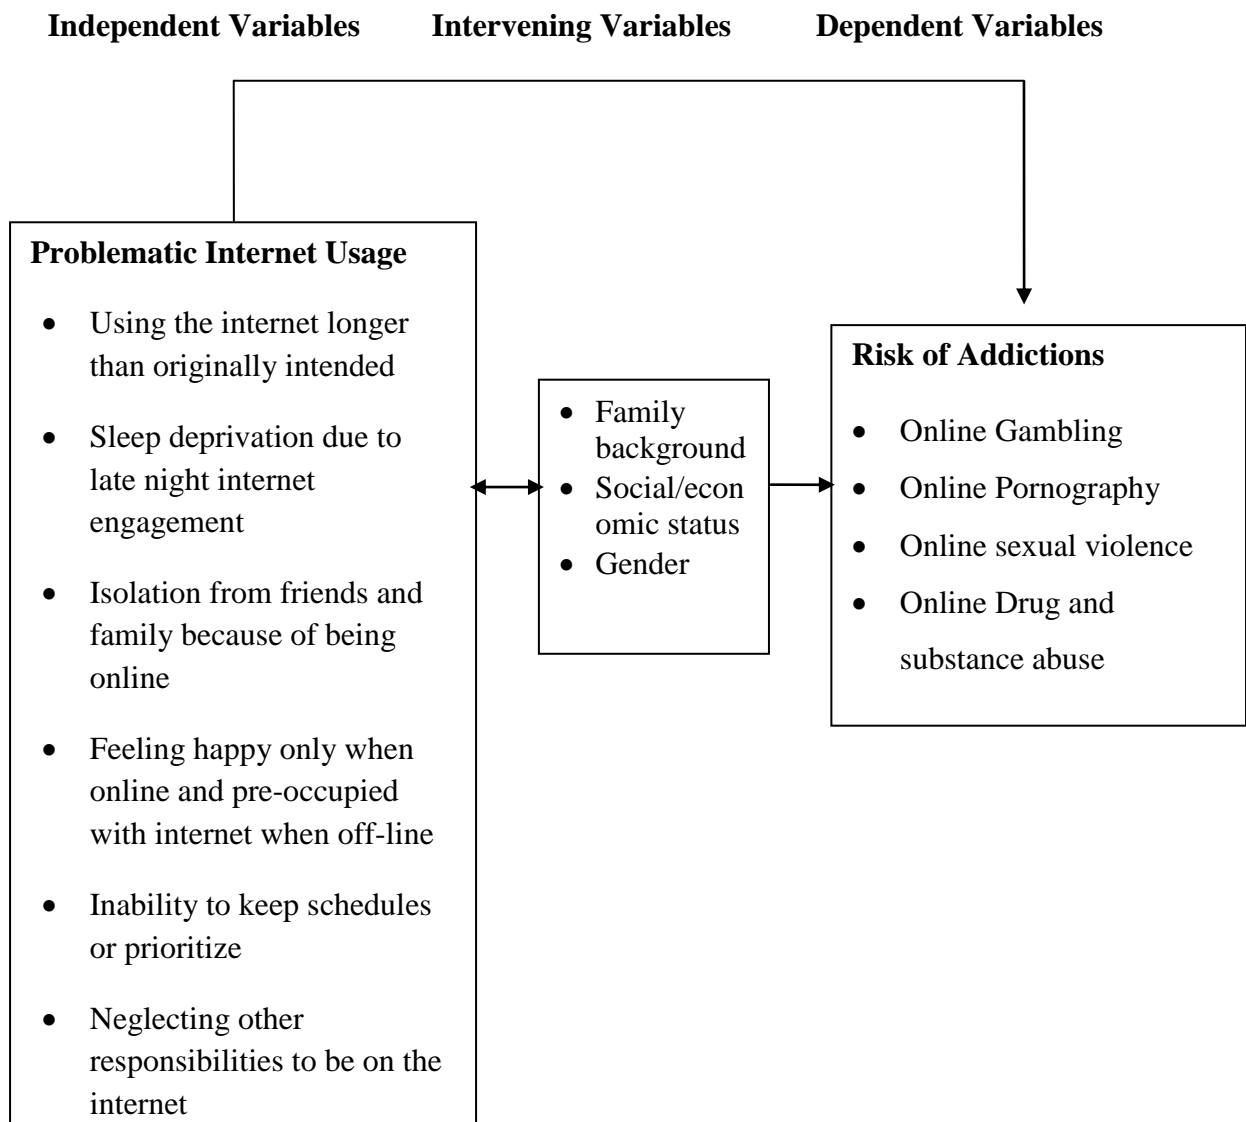 Independent Variables Intervening Variables Dependent Variables
Problematic Internet Usage
• Using the internet longer
than originally intended
• Sleep deprivation due to
late night internet
engagement
• Isolation from friends and
family because of being
online
• Feeling happy only when
online and pre-occupied
with internet when off-line
• Inability to keep schedules
or prioritize
• Neglecting other
responsibilities to be on the
internet
• Family
background
• Social/econ
omic status
• Gender
Risk of Addictions
• Online Gambling
• Online Pornography
• Online sexual violence
• Online Drug and
substance abuse